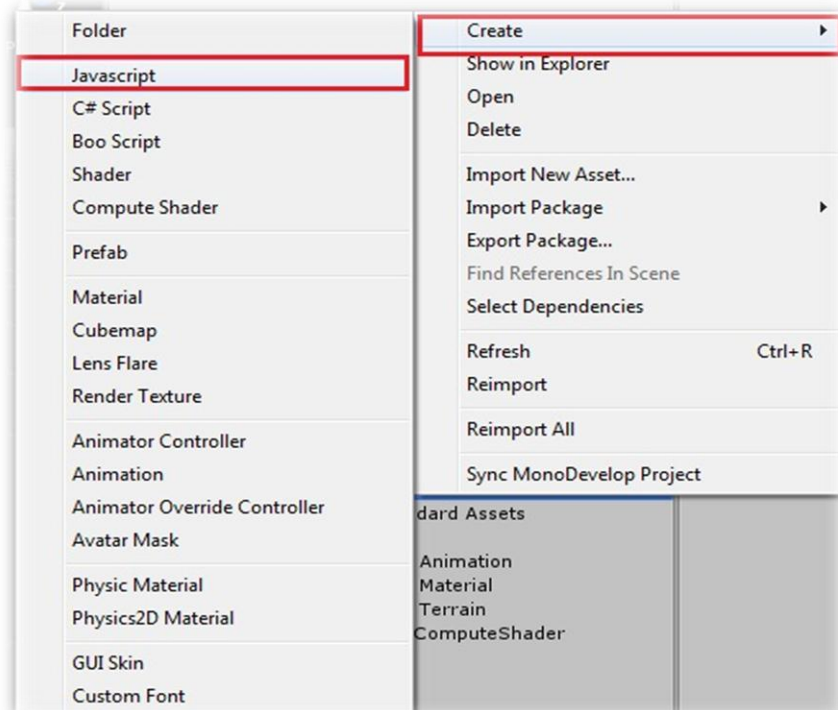 Folder
Javascript
C# Script
Boo Script
Shader
Compute Shader
Prefab
Material
Cubemap
Lens Flare
Render Texture
Animator Controller
Animation
Animator Override Controller
Avatar Mask
Physic Material
Physics2D Material
GUI Skin
Custom Font
Create
Show in Explorer
Open
Delete
Import New Asset...
Import Package
Export Package...
Find References In Scene
Select Dependencies
Refresh Ctrl+R
Reimport
Reimport All
Sync MonoDevelop Project
dard Assets
Animation
Material
Terrain
ComputeShader